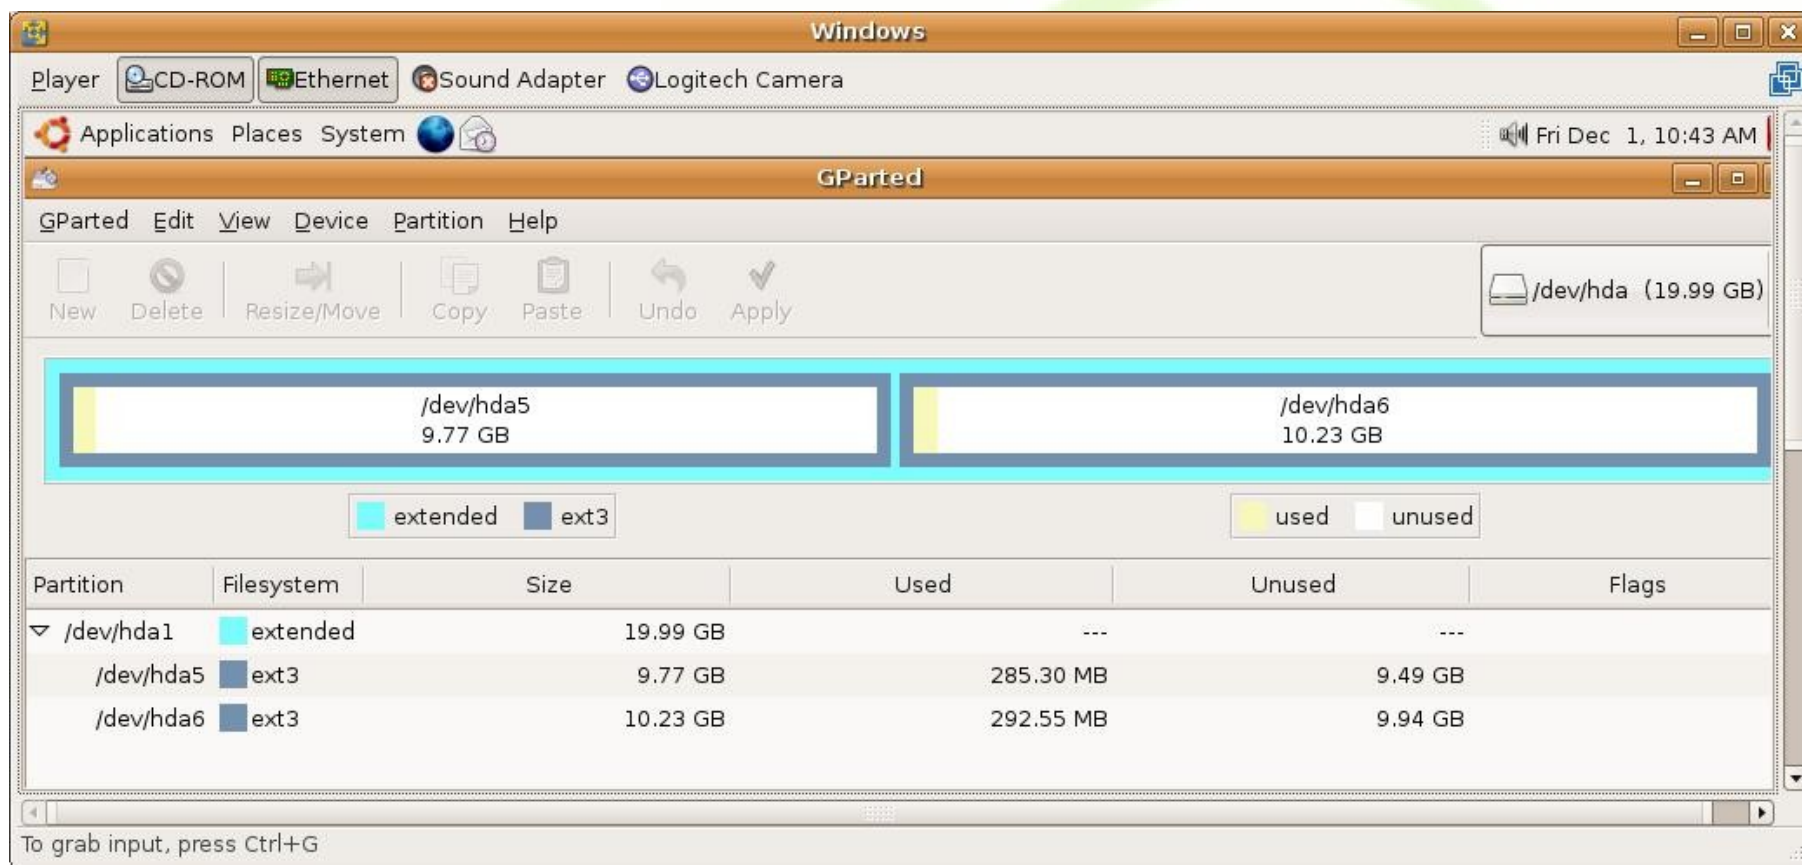 Windows
Player CD-ROM Ethernet Sound Adapter Logitech Camera
Applications Places System Fri Dec 1, 10:43 AM
GParted
GParted Edit View Device Partition Help
New Delete Resize/Move Copy Paste Undo Apply /dev/hda (19.99 GB)
/dev/hda5 /dev/hda6
9.77 GB 10.23 GB
extended ext3 used unused
Partition Filesystem Size Used Unused Flags
/dev/hda1 extended 19.99 GB --- ---
/dev/hda5 ext3 9.77 GB 285.30 MB 9.49 GB
/dev/hda6 ext3 10.23 GB 292.55 MB 9.94 GB
To grab input, press Ctrl+G